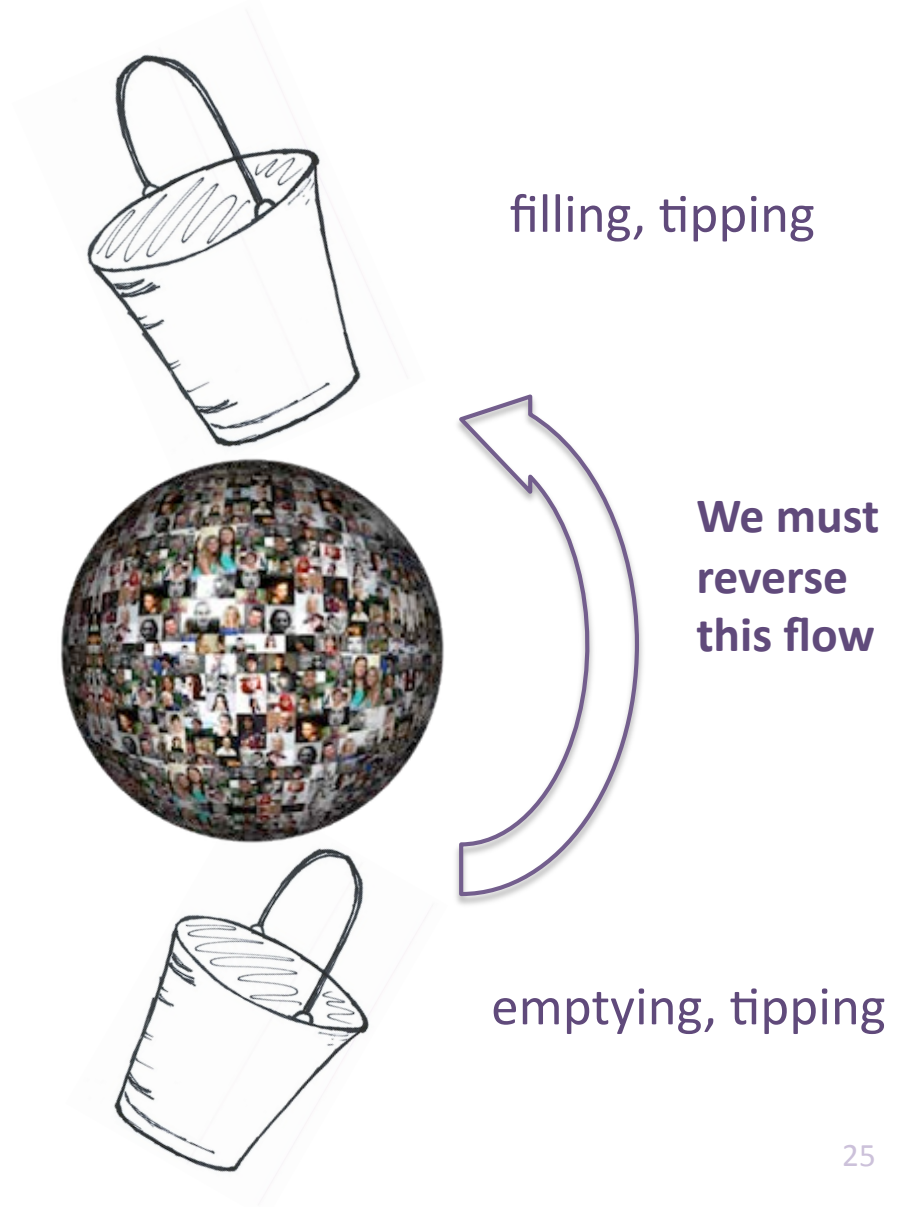 filling, tipping
We must
reverse
this flow
emptying, tipping
25